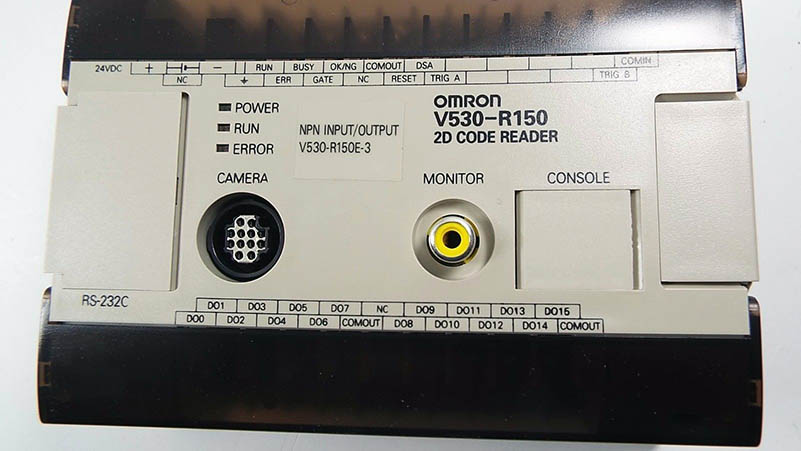 24VDC + - RUN BUSY OK/NG COMOUT DSA COMIN
NC ERR GATE NC RESET TRIG A TRIG B
POWER
RUN
ERROR
NPN INPUT/OUTPUT
V530-R150E-3
OMRON
V530-R150
2D CODE READER
CAMERA
MONITOR
CONSOLE
RS-232C
DO1 DO3 DO5 DO7 NC DO9 DO11 DO13 DO15
DO0 DO2 DO4 DO6 COMOUT DO8 DO10 DO12 DO14 COMOUT